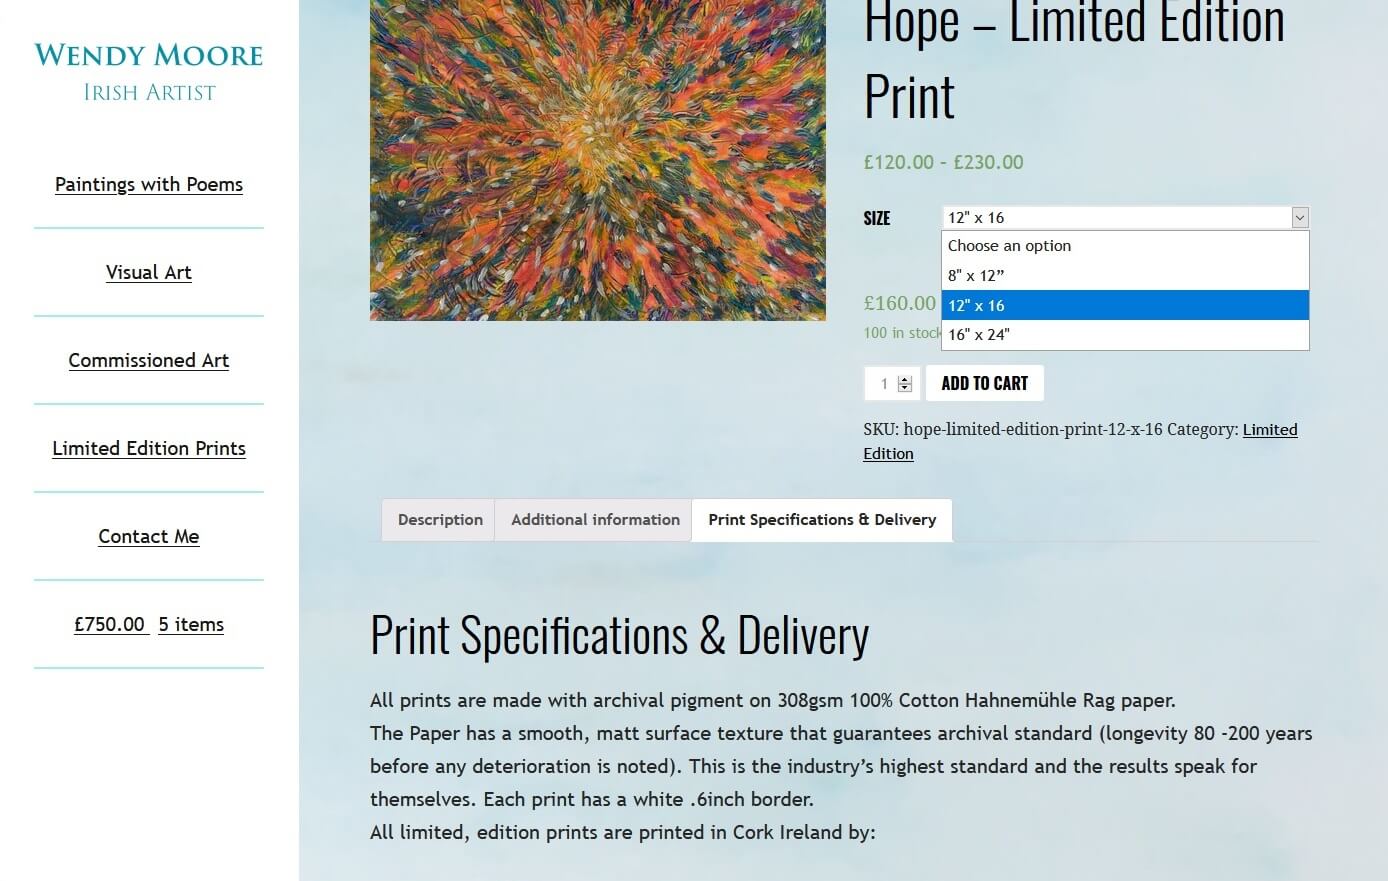 WENDY MOORE
IRISH ARTIST
Paintings with Poems
Visual Art
Commissioned Art
Limited Edition Prints
Contact Me
£750.00 5 items
Hope – Limited Edition
Print
£120.00 - £230.00
SIZE
12" x 16
Choose an option
8" x 12”
12" x 16
16" x 24"
£160.00
100 in stock
1
ADD TO CART
SKU: hope-limited-edition-print-12-x-16 Category: Limited
Edition
Description
Additional information
Print Specifications & Delivery
Print Specifications & Delivery
All prints are made with archival pigment on 308gsm 100% Cotton Hahnemühle Rag paper.
The Paper has a smooth, matt surface texture that guarantees archival standard (longevity 80 -200 years
before any deterioration is noted). This is the industry’s highest standard and the results speak for
themselves. Each print has a white .6inch border.
All limited, edition prints are printed in Cork Ireland by: